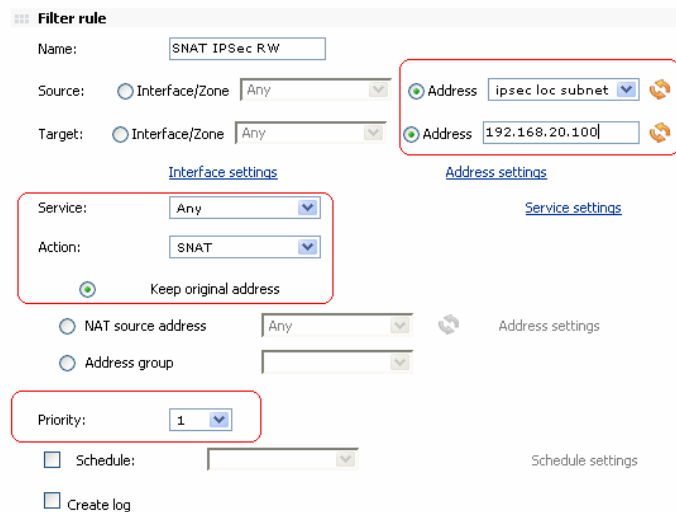 Filter rule
Name: SNAT IPSec RW
Source: Interface/Zone Any Address ipsec loc subnet
Target: Interface/Zone Any Address 192.168.20.100
Interface settings Address settings
Service: Any Service settings
Action: SNAT
Keep original address
NAT source address Any Address settings
Address group
Priority: 1
Schedule: Schedule settings
Create log